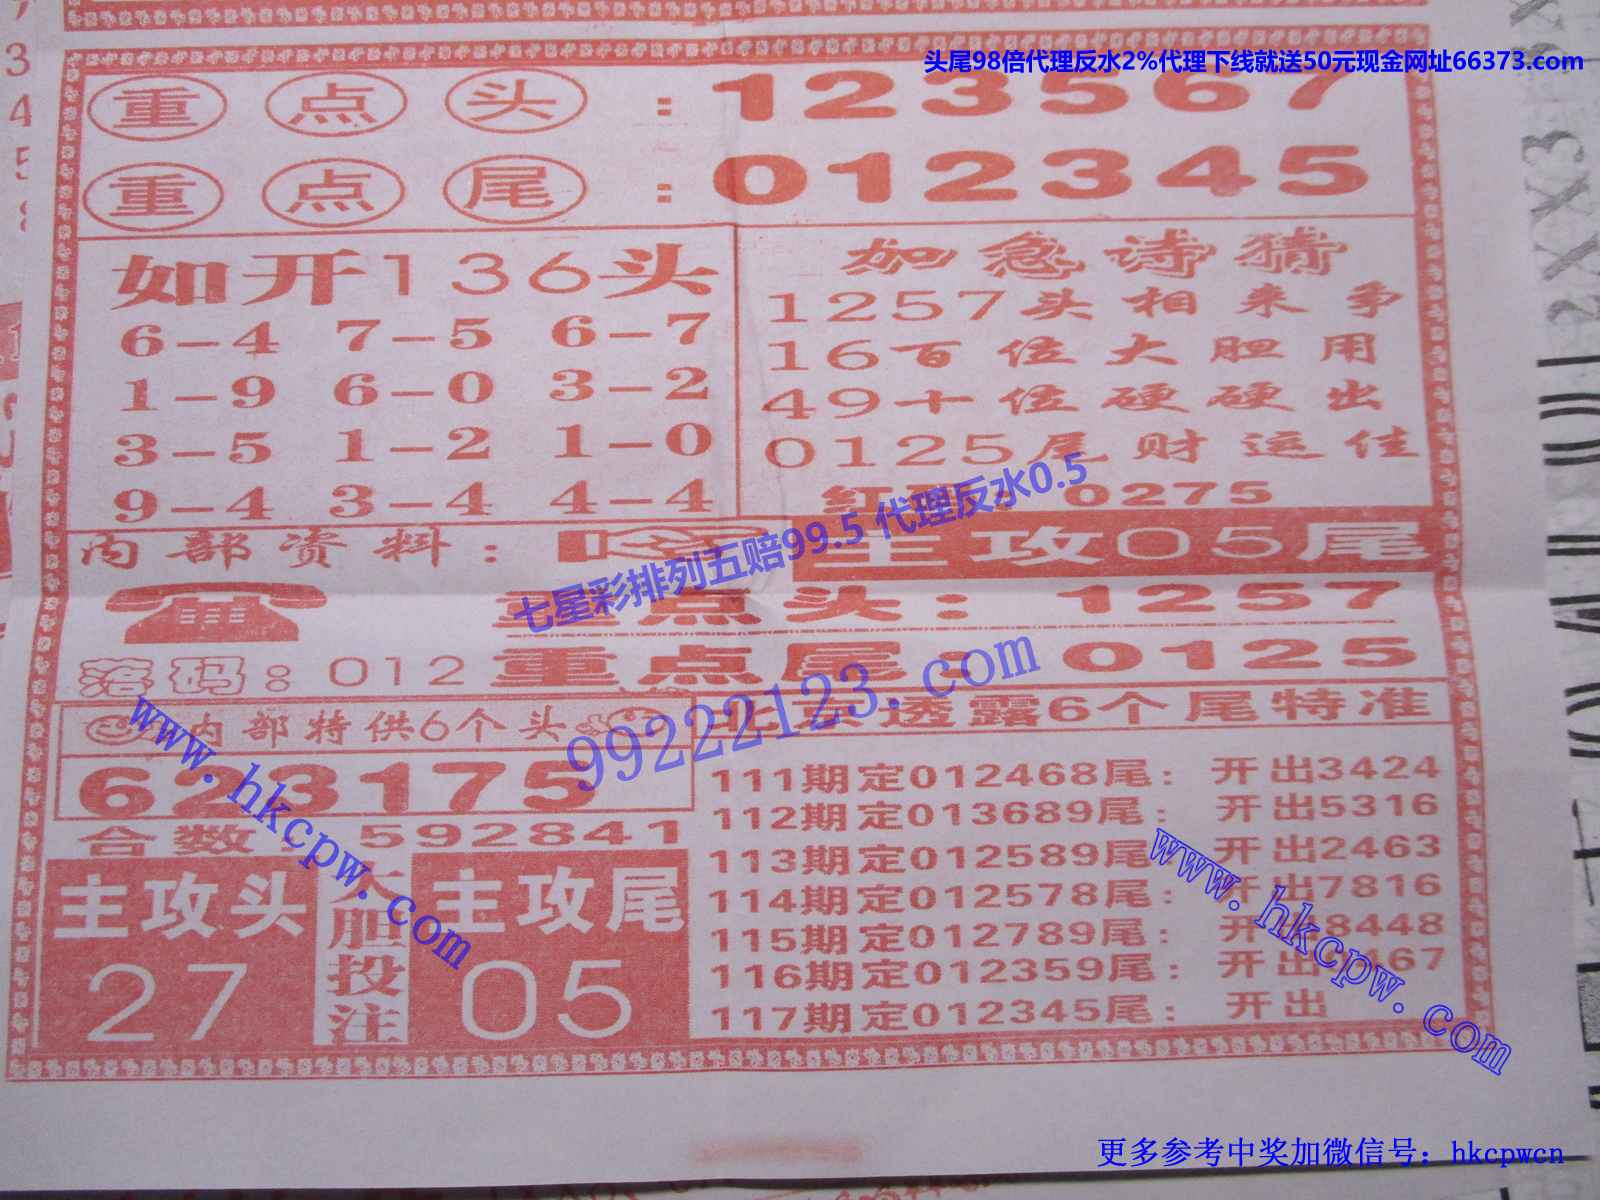 头尾98倍代理反水2%代理下线就送50元现金网址66373.com
重点头:123567
重点尾:012345
如开136头
6-4 7-5 6-7
1-9 6-0 3-2
3-5 1-2 1-0
9-4 3-4 4-4
如急诗猜
1257头相来争
16百位大胆用
49十位硬硬出
0125尾财运佳
0275
七星彩排列五赔99.5 代理反水0.5
内部资料:
主攻05尾
重点头:1257
落码:012
重点尾:0125
99222123.com
内部特供6个头
623175
合数 592841
主攻头
27
大胆投注
主攻尾
05
北京透露6个尾特准
111期定012468尾:开出3424
112期定013689尾:开出5316
113期定012589尾 开出2463
114期定012578尾:开出7816
115期定012789尾:开出8448
116期定012359尾:开出
117期定012345尾:开出
www.hkcpw.com
www.hkcpw.com
更多参考中奖加微信号:hkcpwcn